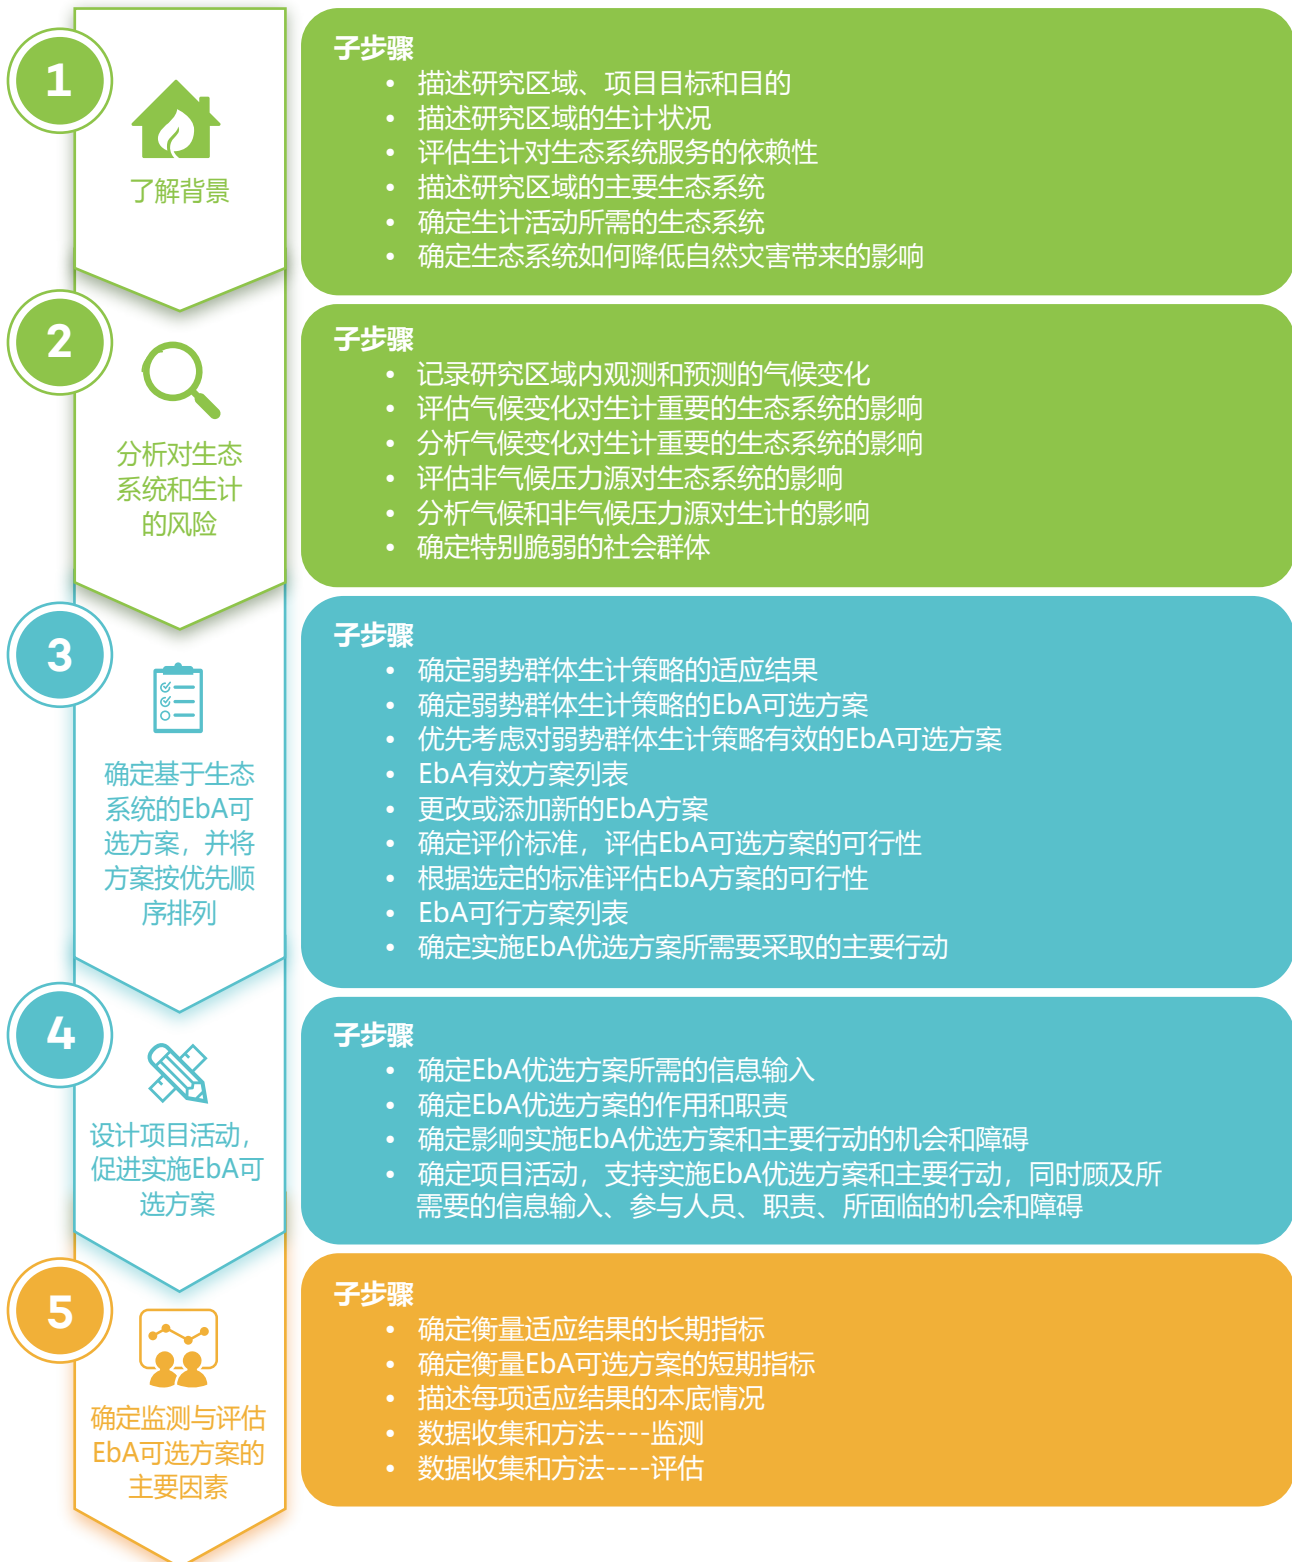 1
了解背景
子步骤
• 描述研究区域、项目目标和目的
• 描述研究区域的生计状况
• 评估生计对生态系统服务的依赖性
• 描述研究区域的主要生态系统
• 确定生计活动所需的生态系统
• 确定生态系统如何降低自然灾害带来的影响
2
分析对生态
系统和生计
的风险
子步骤
• 记录研究区域内观测和预测的气候变化
• 评估气候变化对生计重要的生态系统的影响
• 分析气候变化对生计重要的生态系统的影响
• 评估非气候压力源对生态系统的影响
• 分析气候和非气候压力源对生计的影响
• 确定特别脆弱的社会群体
3
确定基于生态
系统的EbA可
选方案，并将
方案按优先顺
序排列
子步骤
• 确定弱势群体生计策略的适应结果
• 确定弱势群体生计策略的EbA可选方案
• 优先考虑对弱势群体生计策略有效的EbA可选方案
• EbA有效方案列表
• 更改或添加新的EbA方案
• 确定评价标准，评估EbA可选方案的可行性
• 根据选定的标准评估EbA方案的可行性
• EbA可行方案列表
• 确定实施EbA优选方案所需要采取的主要行动
4
设计项目活动，
促进实施EbA可
选方案
子步骤
• 确定EbA优选方案所需的信息输入
• 确定EbA优选方案的作用和职责
• 确定影响实施EbA优选方案和主要行动的机会和障碍
• 确定项目活动，支持实施EbA优选方案和主要行动，同时顾及所
需要的信息输入、参与人员、职责、所面临的机会和障碍
5
确定监测与评估
EbA可选方案的
主要因素
子步骤
• 确定衡量适应结果的长期指标
• 确定衡量EbA可选方案的短期指标
• 描述每项适应结果的本底情况
• 数据收集和方法----监测
• 数据收集和方法----评估